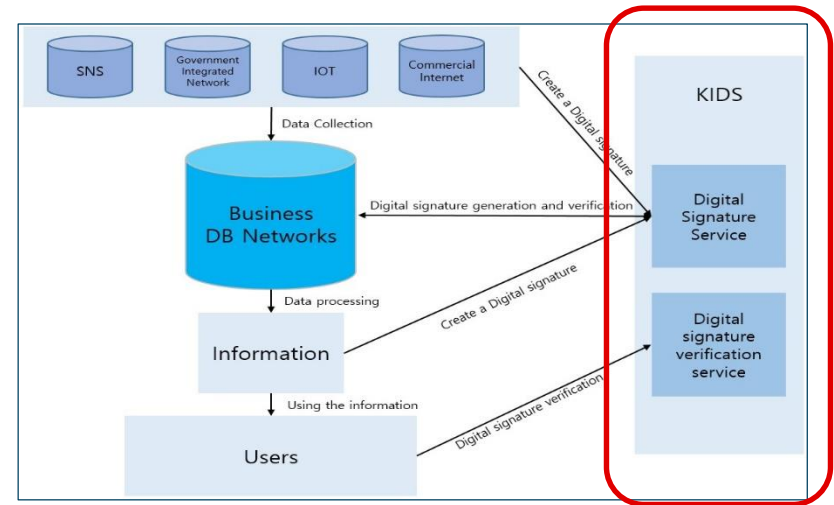 SNS
Government
Integrated
Network
IOT
Commercial
Internet
KIDS
Create a Digital signature
Data Collection
Digital signature generation and verification
Business
DB Networks
Digital
Signature
Service
Data processing
Create a Digital signature
Information
Digital
signature
verification
service
Using the information
Digital signature verification
Users